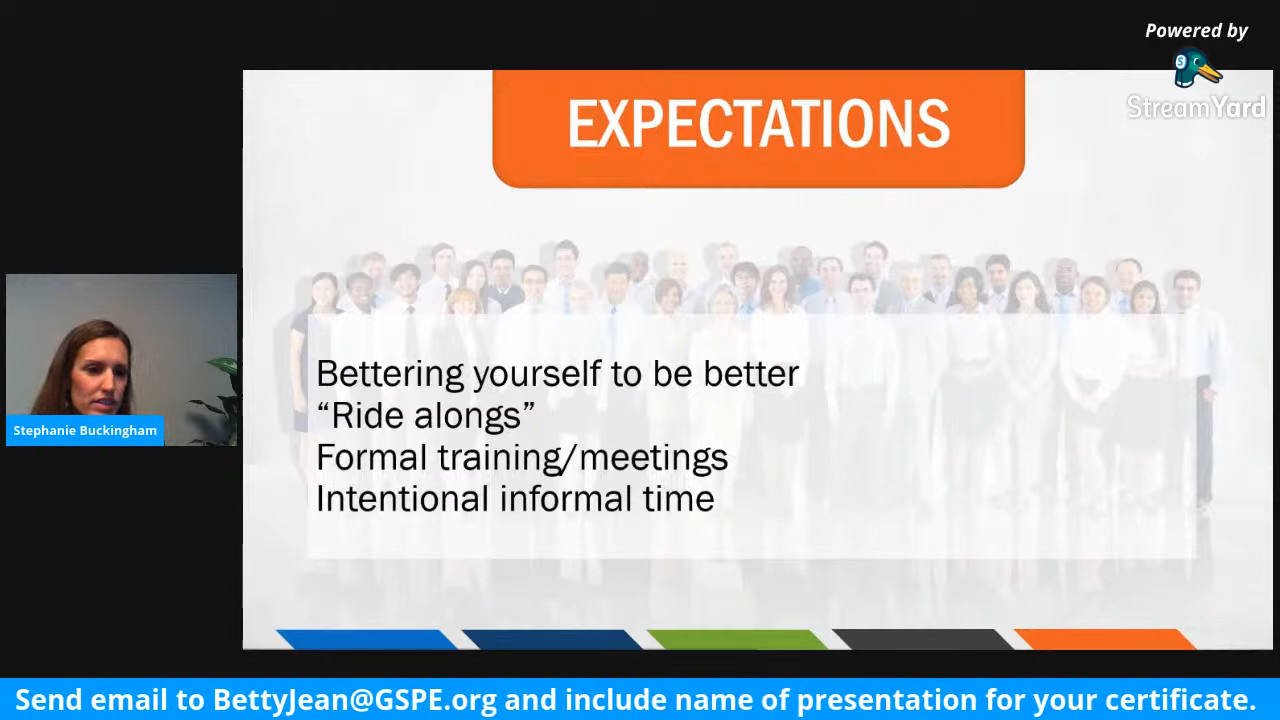 Powered by
StreamYard
EXPECTATIONS
Bettering yourself to be better
“Ride alongs”
Formal training/meetings
Intentional informal time
Stephanie Buckingham
Send email to BettyJean@GSPE.org and include name of presentation for your certificate.